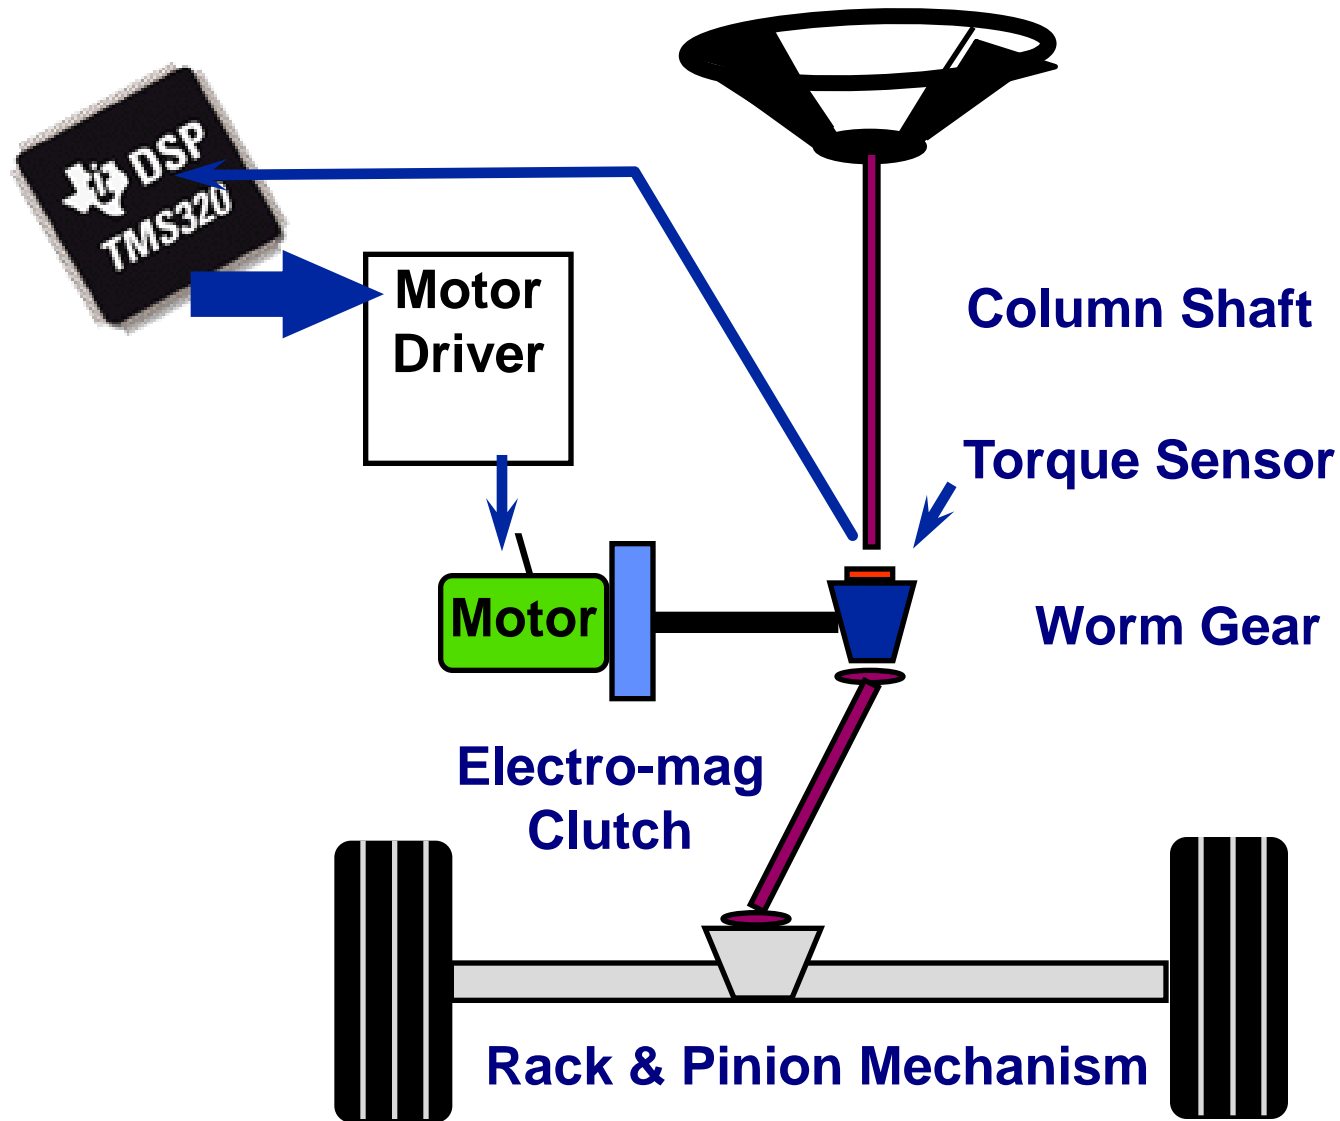 DSP
TMS320
Motor
Driver
Column Shaft
Torque Sensor
Motor
Worm Gear
Electro-mag
Clutch
Rack & Pinion Mechanism